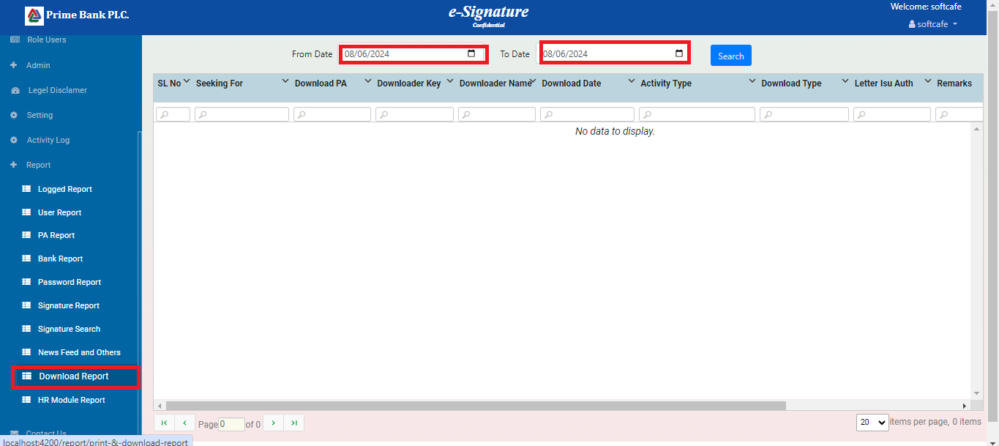 Prime Bank PLC.
e-Signature
Confidential
Welcome: softcafe
softcafe
Role Users
Admin
Legel Disclamer
Setting
Activity Log
Report
Logged Report
User Report
PA Report
Bank Report
Password Report
Signature Report
Signature Search
News Feed and Others
Download Report
HR Module Report
Contact Us
From Date 08/06/2024 To Date 08/06/2024 Search
SL No Seeking For Download PA Downloader Key Downloader Name Download Date Activity Type Download Type Letter Isu Auth Remarks
No data to display.
Page 0 of 0
20 items per page, 0 items
localhost:4200/report/print-&-download-report